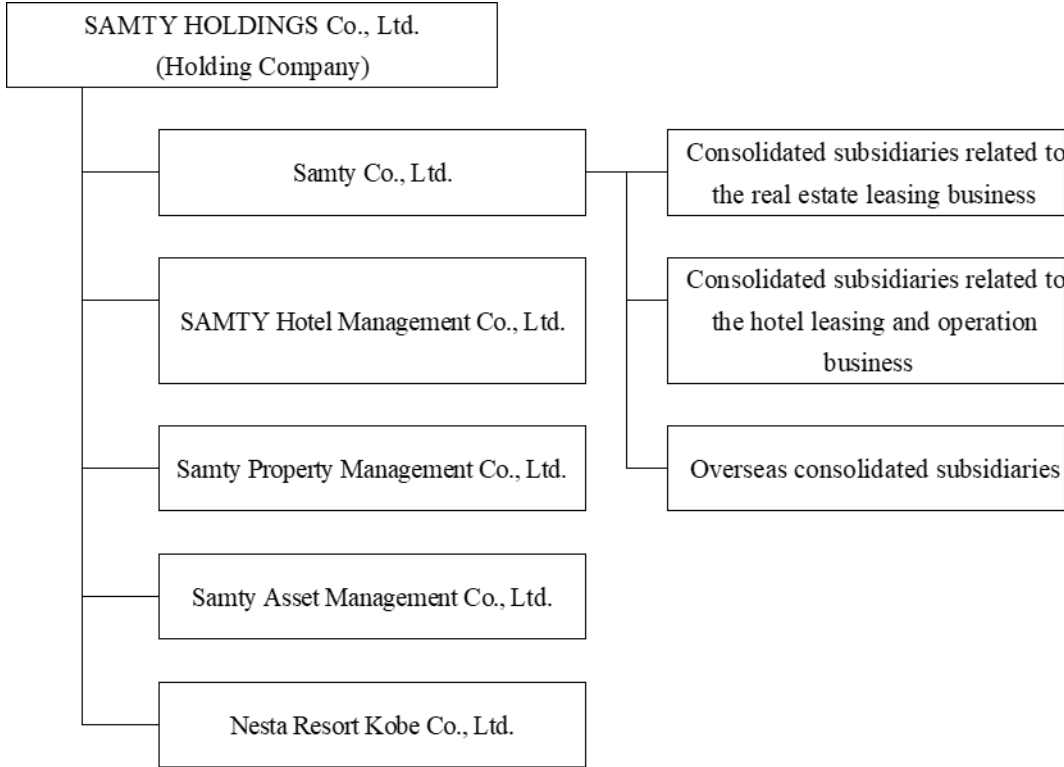 SAMTY HOLDINGS Co., Ltd.
(Holding Company)
Samty Co., Ltd.
Consolidated subsidiaries related to
the real estate leasing business
SAMTY Hotel Management Co., Ltd.
Consolidated subsidiaries related to
the hotel leasing and operation
business
Samty Property Management Co., Ltd.
Overseas consolidated subsidiaries
Samty Asset Management Co., Ltd.
Nesta Resort Kobe Co., Ltd.